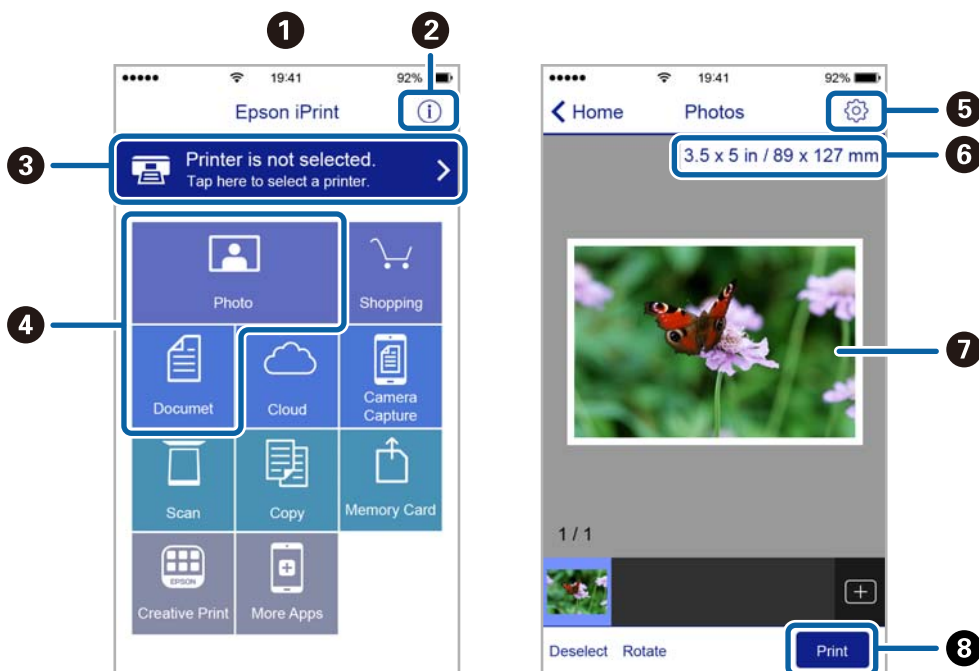 1
2
19:41
92%
Epson iPrint
i
3
Printer is not selected.
Tap here to select a printer.
4
Photo
Shopping
Documet
Cloud
Camera
Capture
Scan
Copy
Memory Card
EPSON
Creative Print
More Apps
19:41
92%
Home
Photos
5
3.5 x 5 in / 89 x 127 mm
6
7
1 / 1
Deselect
Rotate
Print
8